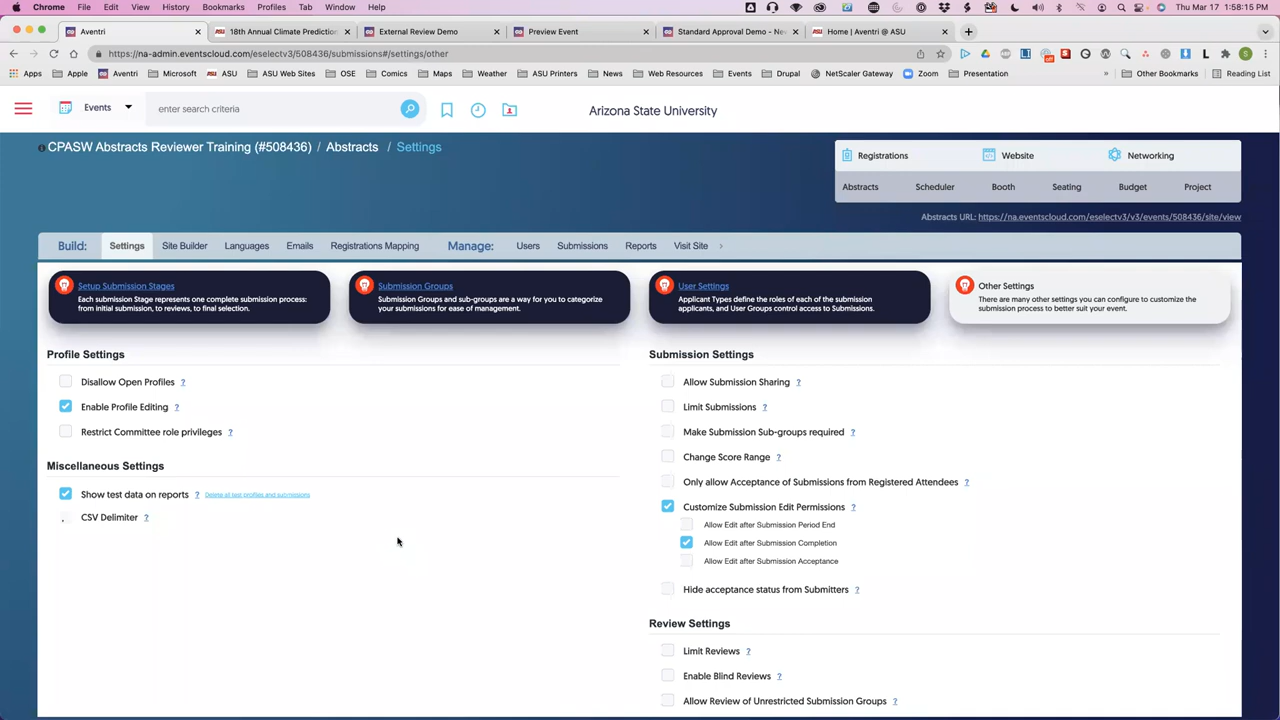 Chrome File Edit View History Bookmarks Profiles Tab Window Help Thu Mar 17 1:58:15 PM
Aventri 18th Annual Climate Prediction External Review Demo Preview Event Standard Approval Demo - Ne Home | Aventri @ ASU
https://na-admin.eventscloud.com/eselectv3/508436/submissions#/settings/other
Apps Apple Aventri Microsoft ASU ASU Web Sites OSE Comics Maps Weather ASU Printers News Web Resources Events Drupal NetScaler Gateway Zoom Presentation » Other Bookmarks Reading List
Events enter search criteria Arizona State University
CPASW Abstracts Reviewer Training (#508436) / Abstracts / Settings
Registrations Website Networking
Abstracts Scheduler Booth Seating Budget Project
Abstracts URL: https://na.eventscloud.com/eselectv3/v3/events/508436/site/view
Build: Settings Site Builder Languages Emails Registrations Mapping Manage: Users Submissions Reports Visit Site ›
Setup Submission Stages
Each submission Stage represents one complete submission process:
from initial submission, to reviews, to final selection.
Submission Groups
Submission Groups and sub-groups are a way for you to categorize
your submissions for ease of management.
User Settings
Applicant Types define the roles of each of the submission
applicants, and User Groups control access to Submissions.
Other Settings
There are many other settings you can configure to customize the
submission process to better suit your event.
Profile Settings
Disallow Open Profiles ?
Enable Profile Editing ?
Restrict Committee role privileges ?
Miscellaneous Settings
Show test data on reports ? Delete all test profiles and submissions
, CSV Delimiter ?
Submission Settings
Allow Submission Sharing ?
Limit Submissions ?
Make Submission Sub-groups required ?
Change Score Range ?
Only allow Acceptance of Submissions from Registered Attendees ?
Customize Submission Edit Permissions ?
Allow Edit after Submission Period End
Allow Edit after Submission Completion
Allow Edit after Submission Acceptance
Hide acceptance status from Submitters ?
Review Settings
Limit Reviews ?
Enable Blind Reviews ?
Allow Review of Unrestricted Submission Groups ?